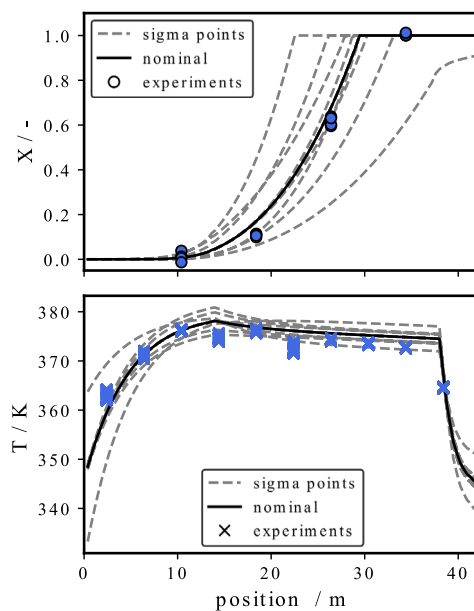 1.0
0.8
0.6
0.4
0.2
0.0
X / -
sigma points
nominal
experiments
380
370
360
350
340
T / K
sigma points
nominal
experiments
0 10 20 30 40
position / m